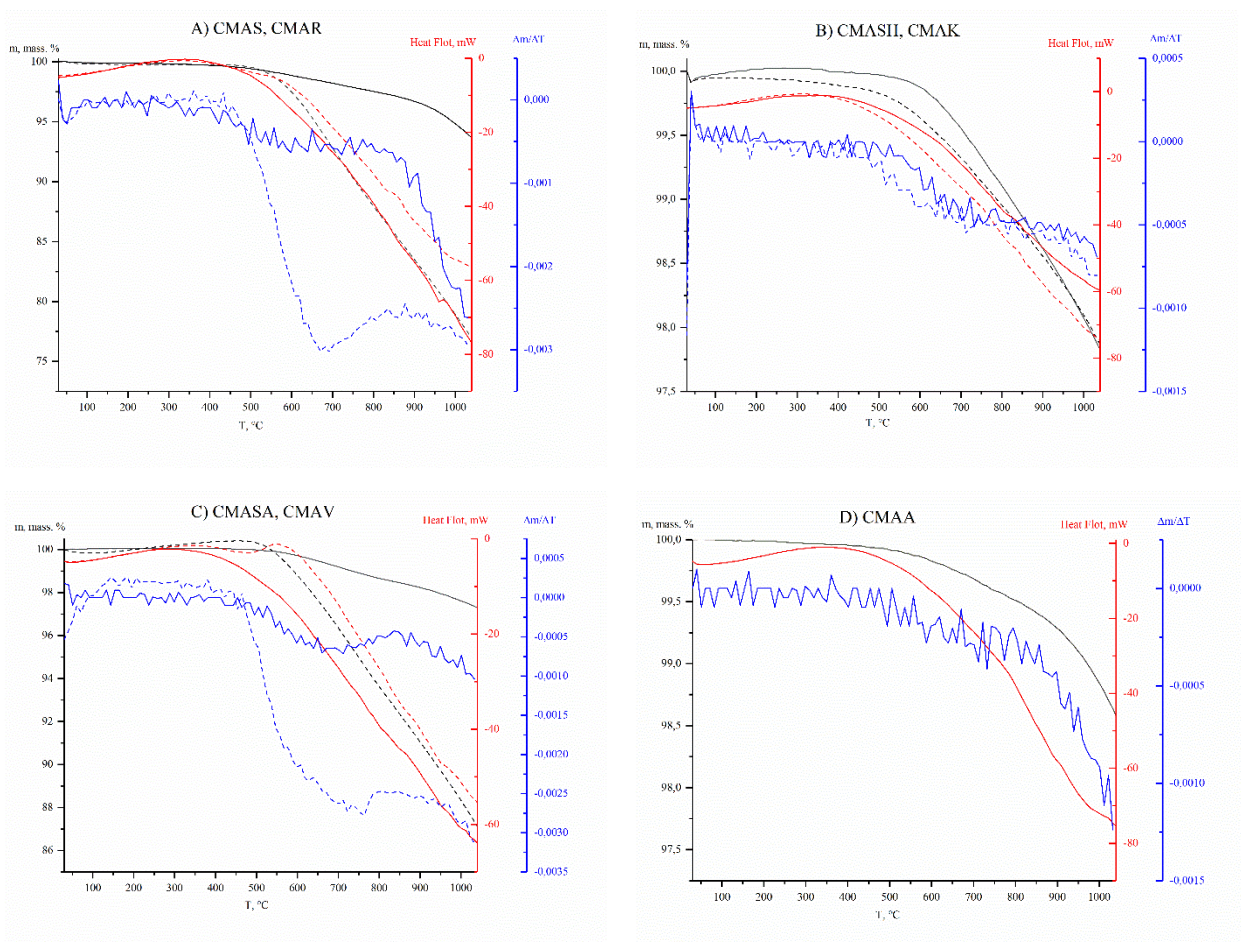 A) CMAS, CMAR
m, mass. %
Heat Flot, mW
Δm/ΔT
100
95
90
85
80
75
0
-20
-40
-60
-80
0,000
-0,001
-0,002
-0,003
100 200 300 400 500 600 700 800 900 1000
T, °C
B) CMASH, CMAK
m, mass. %
Heat Flot, mW
Δm/ΔT
100,0
99,5
99,0
98,5
98,0
97,5
0
-20
-40
-60
-80
0,0005
0,0000
-0,0005
-0,0010
-0,0015
100 200 300 400 500 600 700 800 900 1000
T, °C
C) CMASA, CMAV
m, mass. %
Heat Flot, mW
Δm/ΔT
100
98
96
94
92
90
88
86
0
-20
-40
-60
0,0005
0,0000
-0,0005
-0,0010
-0,0015
-0,0020
-0,0025
-0,0030
-0,0035
100 200 300 400 500 600 700 800 900 1000
T, °C
D) CMAA
m, mass. %
Heat Flot, mW
Δm/ΔT
100,0
99,5
99,0
98,5
98,0
97,5
0
-20
-40
-60
-80
0,0000
-0,0005
-0,0010
-0,0015
100 200 300 400 500 600 700 800 900 1000
T, °C